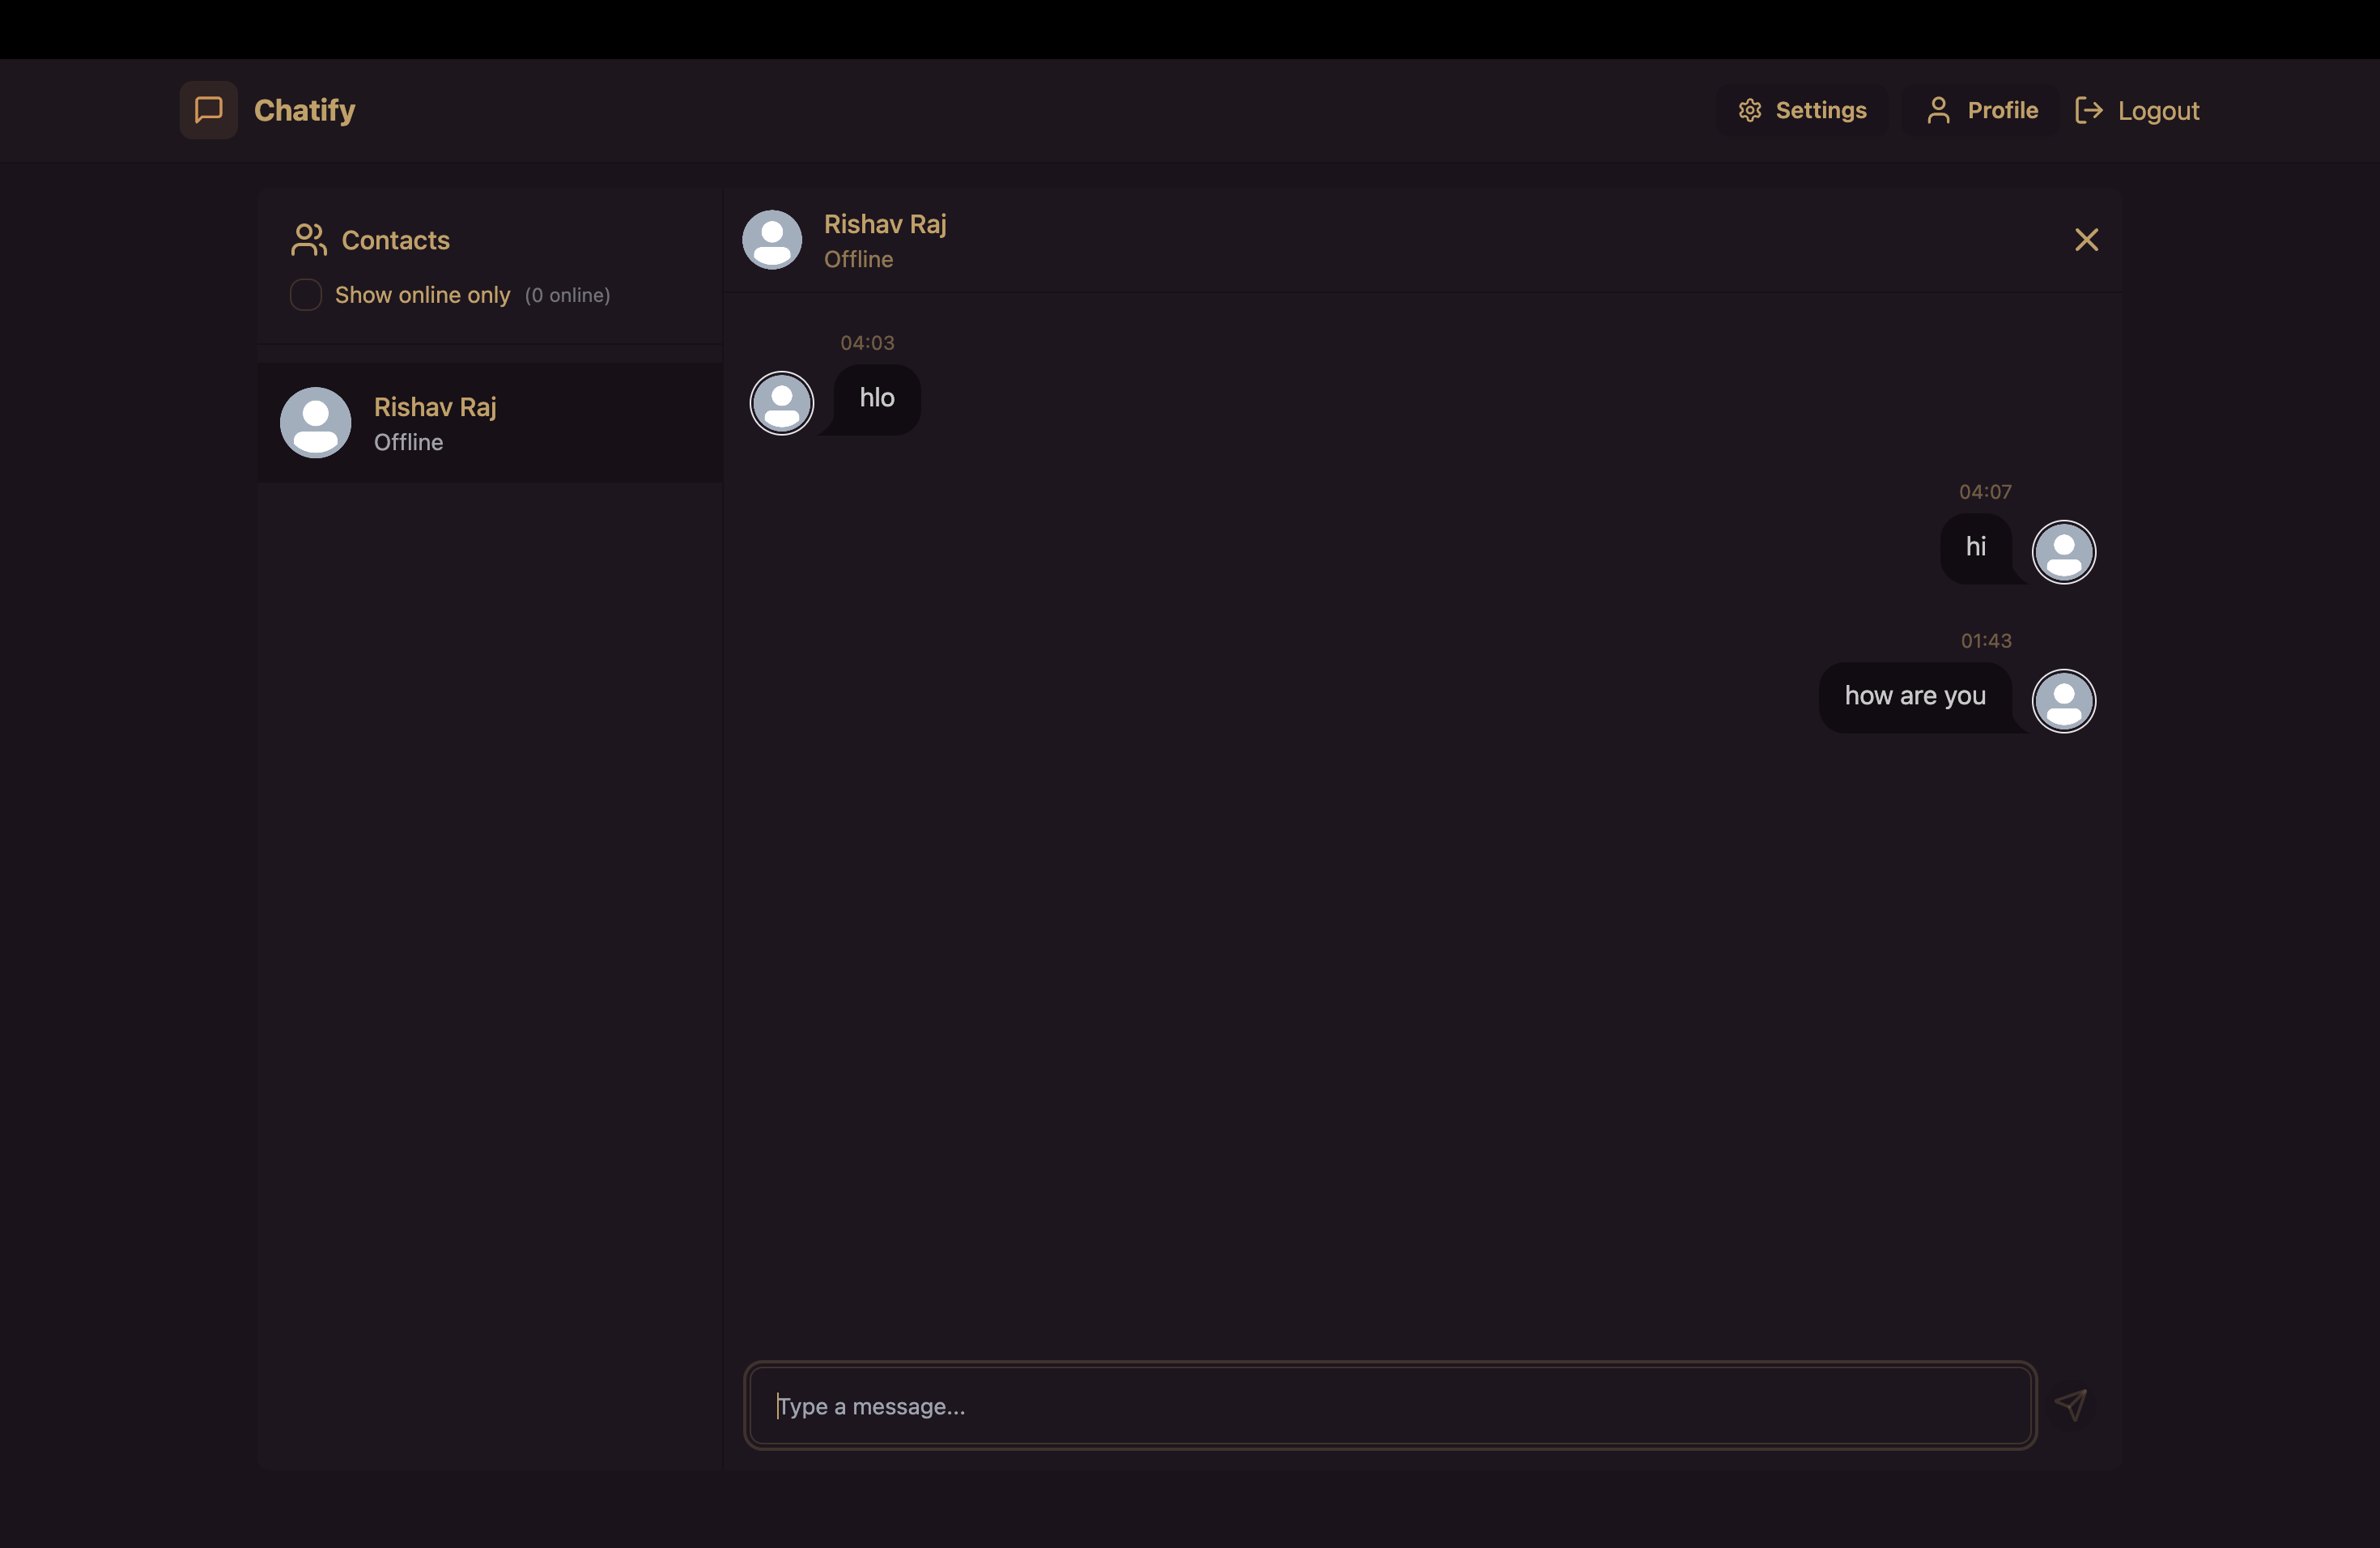 Chatify
Settings
Profile
Logout
Contacts
Show online only (0 online)
Rishav Raj
Offline
Rishav Raj
Offline
04:03
hlo
04:07
hi
01:43
how are you
Type a message...